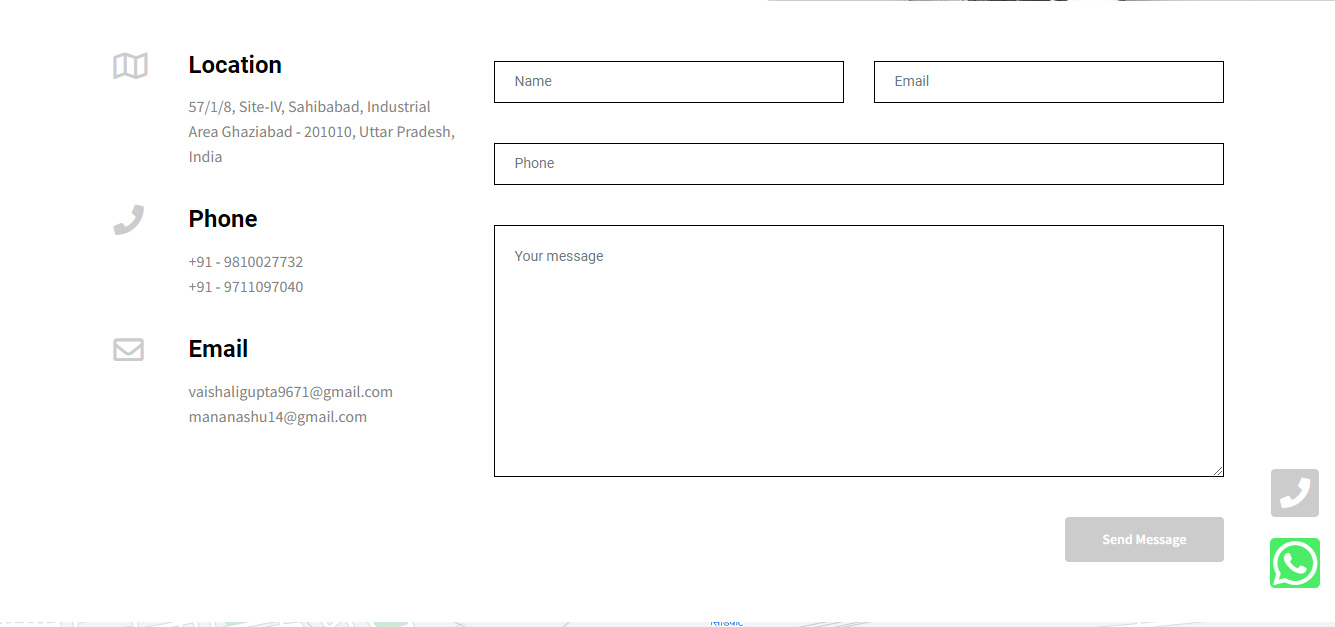 Location
57/1/8, Site-IV, Sahibabad, Industrial
Area Ghaziabad - 201010, Uttar Pradesh,
India
Phone
+91 - 9810027732
+91 - 9711097040
Email
vaishaligupta9671@gmail.com
mananashu14@gmail.com
Name
Email
Phone
Your message
Send Message